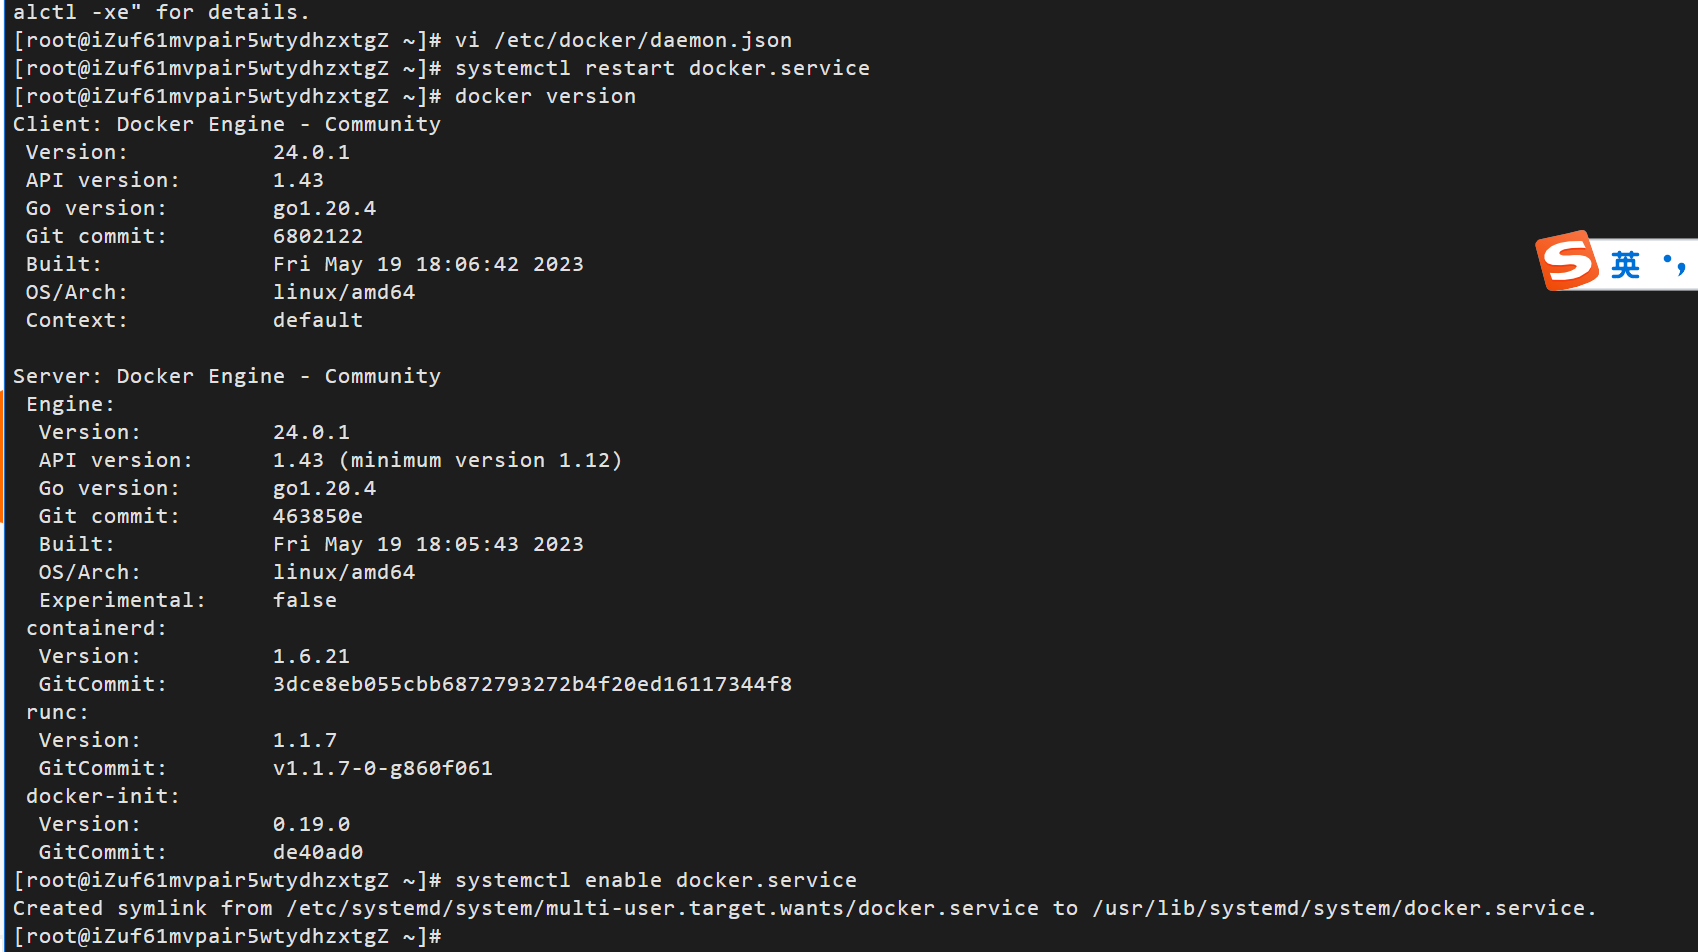 alctl -xe" for details.
[root@iZuf61mvpair5wtydhzxtgZ ~]# vi /etc/docker/daemon.json
[root@iZuf61mvpair5wtydhzxtgZ ~]# systemctl restart docker.service
[root@iZuf61mvpair5wtydhzxtgZ ~]# docker version
Client: Docker Engine - Community
 Version:           24.0.1
 API version:       1.43
 Go version:        go1.20.4
 Git commit:        6802122
 Built:             Fri May 19 18:06:42 2023
 OS/Arch:           linux/amd64
 Context:           default

Server: Docker Engine - Community
 Engine:
  Version:          24.0.1
  API version:      1.43 (minimum version 1.12)
  Go version:       go1.20.4
  Git commit:       463850e
  Built:            Fri May 19 18:05:43 2023
  OS/Arch:          linux/amd64
  Experimental:     false
 containerd:
  Version:          1.6.21
  GitCommit:        3dce8eb055cbb6872793272b4f20ed16117344f8
 runc:
  Version:          1.1.7
  GitCommit:        v1.1.7-0-g860f061
 docker-init:
  Version:          0.19.0
  GitCommit:        de40ad0
[root@iZuf61mvpair5wtydhzxtgZ ~]# systemctl enable docker.service
Created symlink from /etc/systemd/system/multi-user.target.wants/docker.service to /usr/lib/systemd/system/docker.service.
[root@iZuf61mvpair5wtydhzxtgZ ~]#
S 英 •,